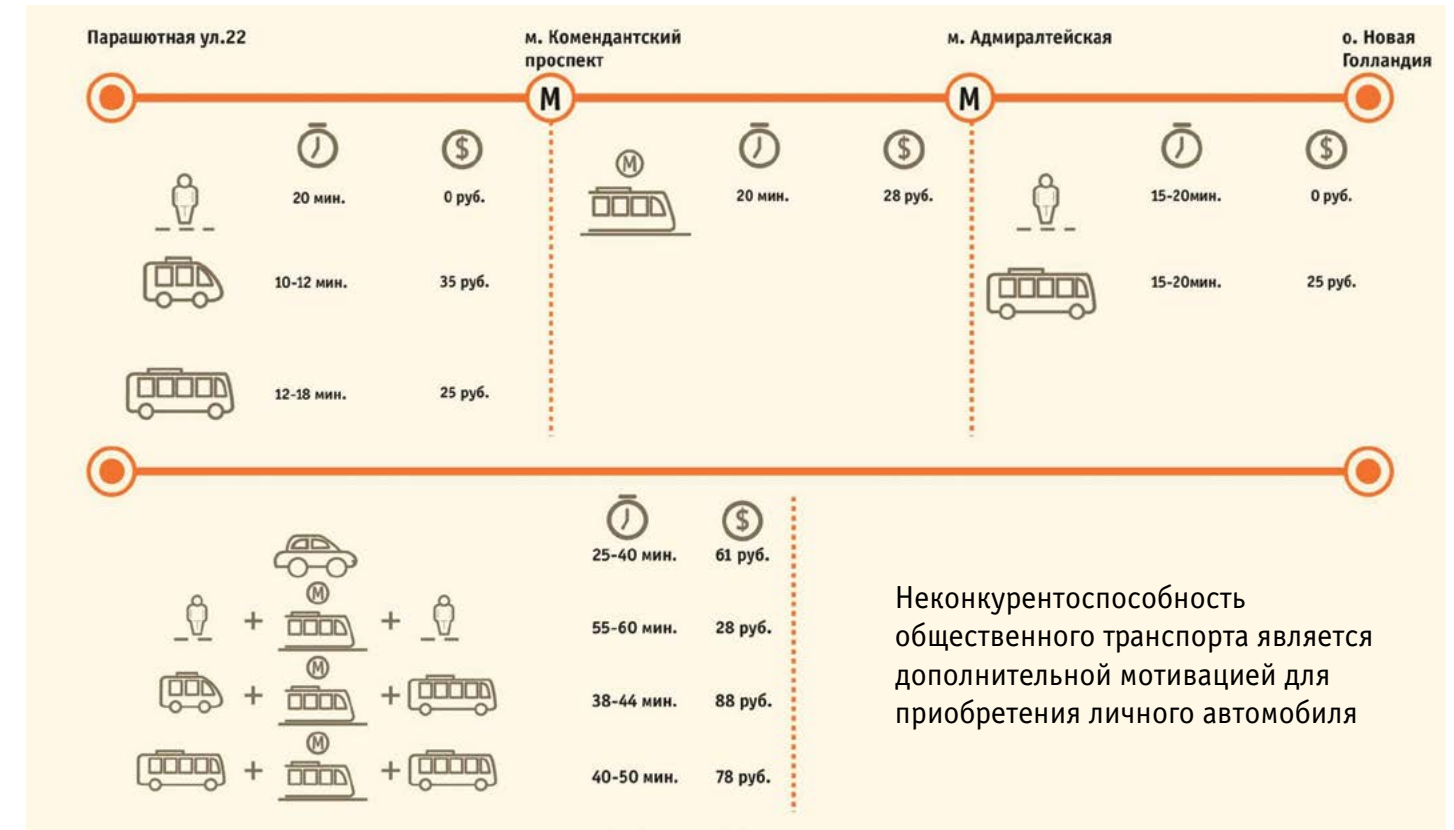 Парашютная ул.22
м. Комендантский
проспект
м. Адмиралтейская
о. Новая
Голландия
М
М
$
М
$
$
20 мин.
0 руб.
20 мин.
28 руб.
15-20мин.
0 руб.
10-12 мин.
35 руб.
15-20мин.
25 руб.
12-18 мин.
25 руб.
$
25-40 мин.
61 руб.
М
+
+
55-60 мин.
28 руб.
М
+
+
38-44 мин.
88 руб.
М
+
+
40-50 мин.
78 руб.
Неконкурентоспособность
общественного транспорта является
дополнительной мотивацией для
приобретения личного автомобиля